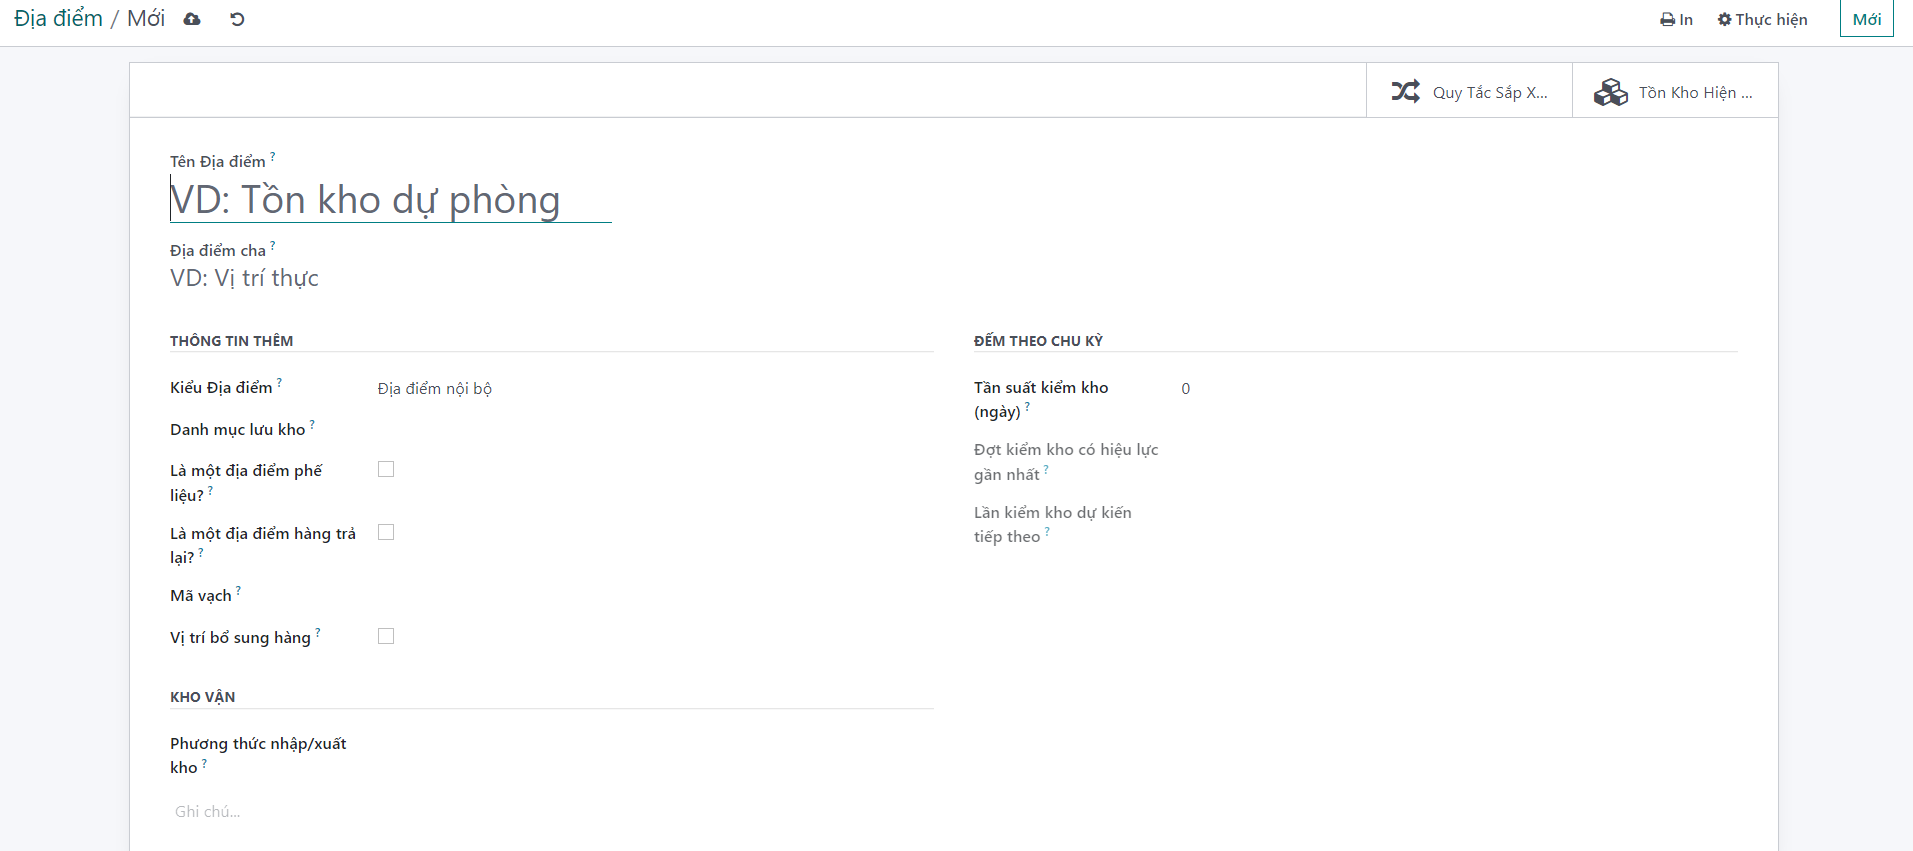 Địa điểm / Mới
In
Thực hiện
Mới
Quy Tắc Sắp X...
Tồn Kho Hiện ...
Tên Địa điểm ?
VD: Tồn kho dự phòng
Địa điểm cha ?
VD: Vị trí thực
THÔNG TIN THÊM
Kiểu Địa điểm ?
Địa điểm nội bộ
Danh mục lưu kho ?
Là một địa điểm phế
liệu? ?
Là một địa điểm hàng trả
lại? ?
Mã vạch ?
Vị trí bổ sung hàng ?
ĐẾM THEO CHU KỲ
Tần suất kiểm kho
(ngày) ?
0
Đợt kiểm kho có hiệu lực
gần nhất ?
Lần kiểm kho dự kiến
tiếp theo ?
KHO VẬN
Phương thức nhập/xuất
kho ?
Ghi chú...